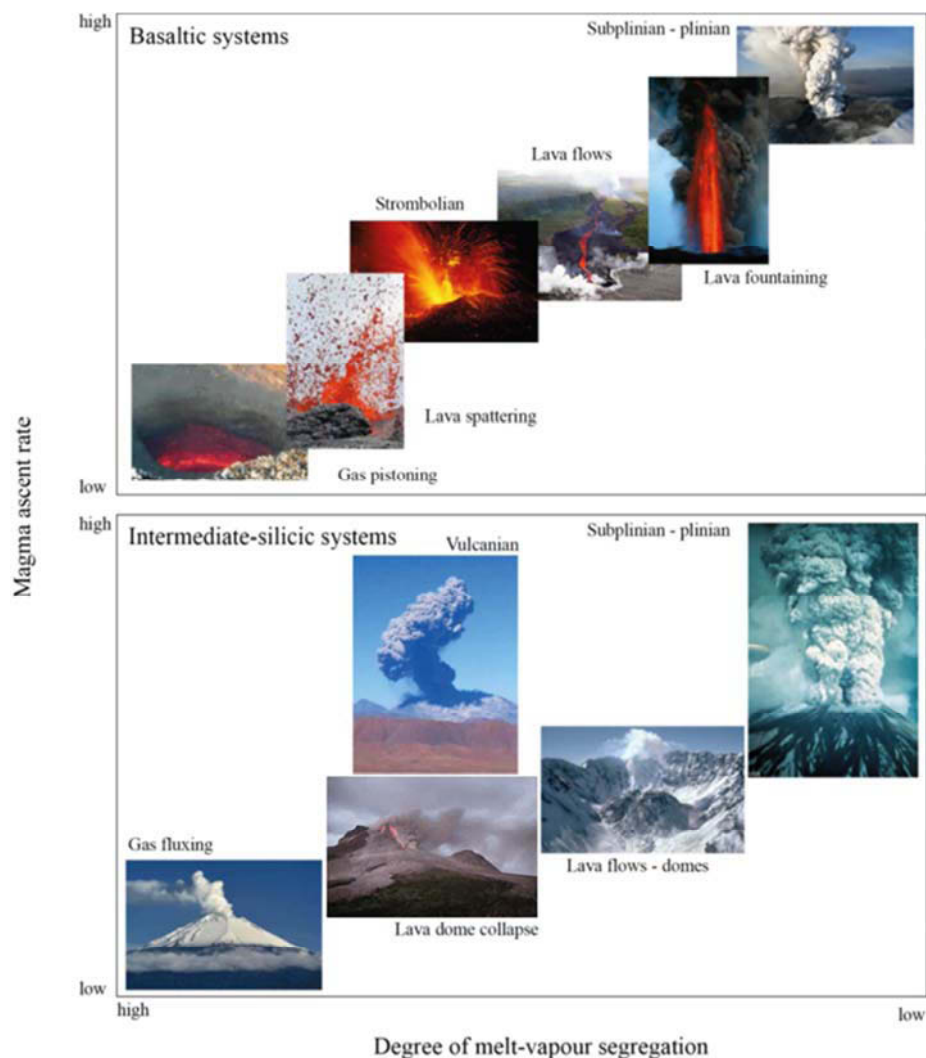 high
Basaltic systems
Subplinian - plinian
Lava flows
Strombolian
Lava fountaining
Lava spattering
Gas pistoning
low
Magma ascent rate
high
Intermediate-silicic systems
Vulcanian
Subplinian - plinian
Gas fluxing
Lava flows - domes
Lava dome collapse
low
high
low
Degree of melt-vapour segregation